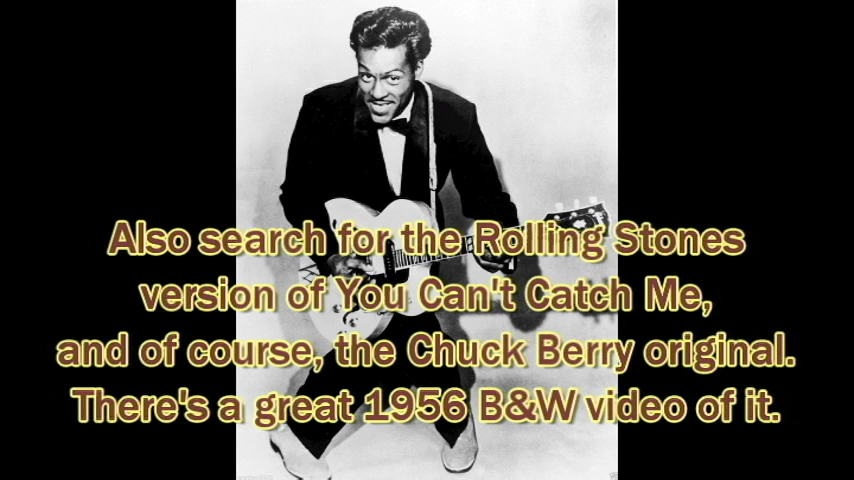 Also search for the Rolling Stones
version of You Can't Catch Me,
and of course, the Chuck Berry original.
There's a great 1956 B&W video of it.